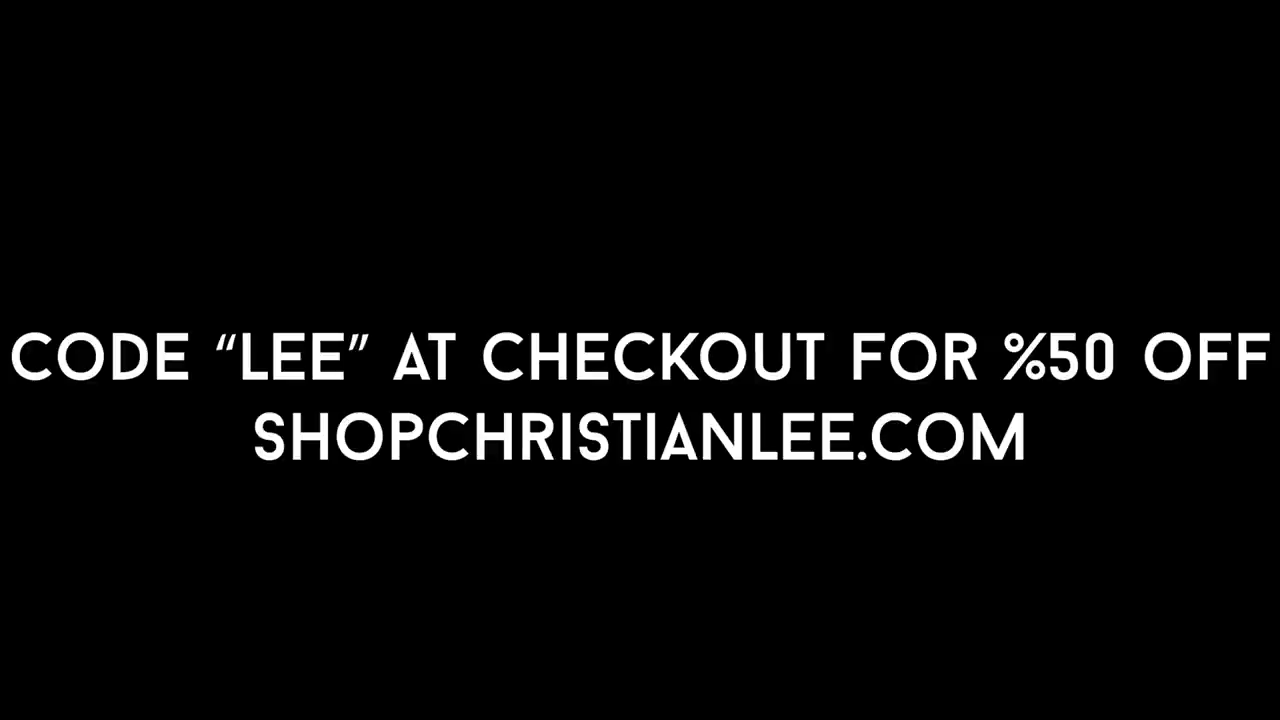 CODE “LEE” AT CHECKOUT FOR %50 OFF
SHOPCHRISTIANLEE.COM